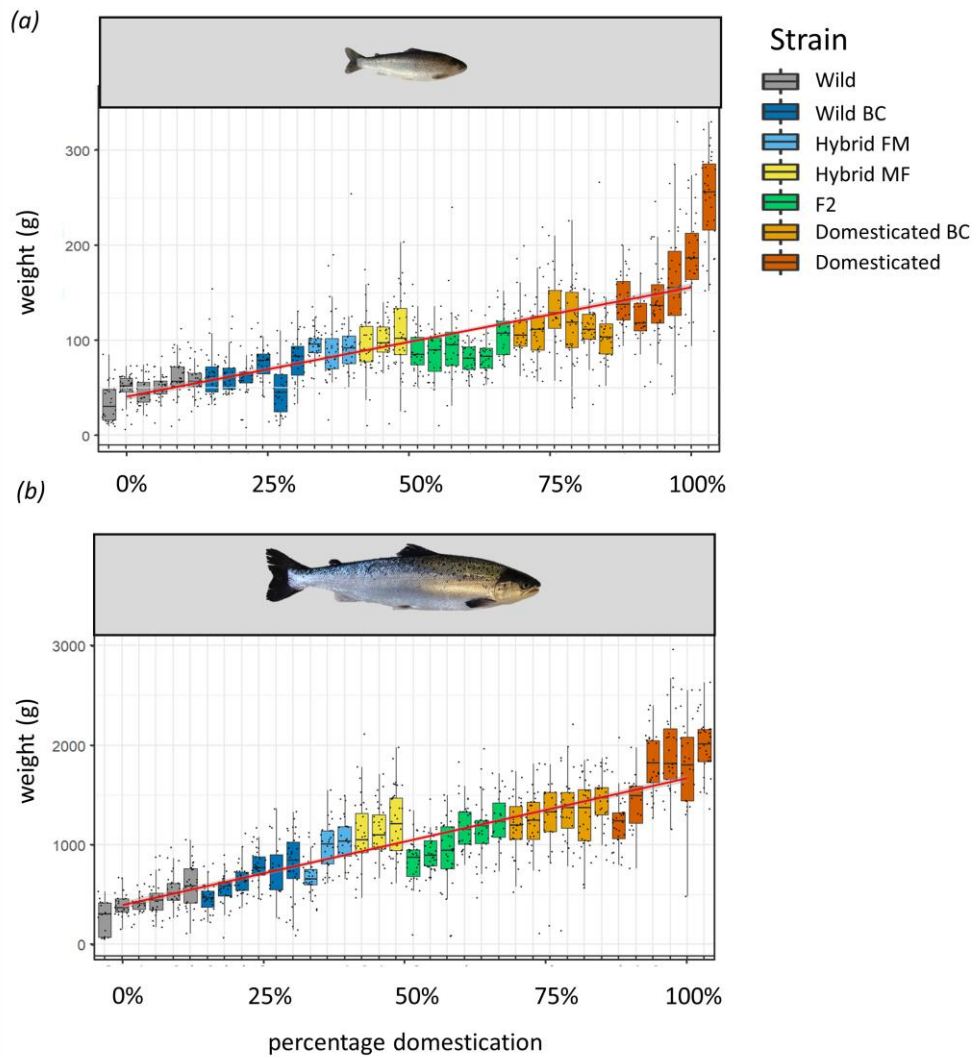 (a)
Strain
Wild
Wild BC
Hybrid FM
Hybrid MF
F2
Domesticated BC
Domesticated
weight (g)
300
200
100
0
0% 25% 50% 75% 100%
(b)
weight (g)
3000
2000
1000
0
0% 25% 50% 75% 100%
percentage domestication